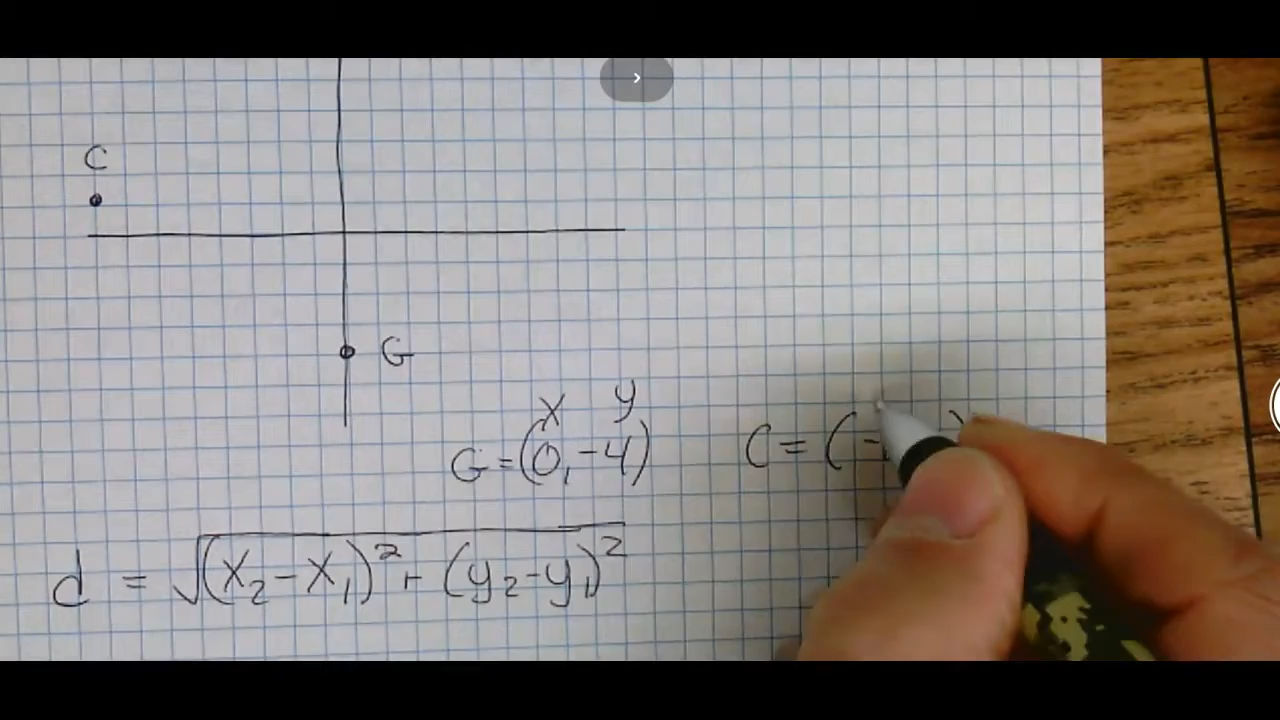 C
G
x y
G = (0, -4) C = (-
d = √(x₂ - x₁)² + (y₂ - y₁)²